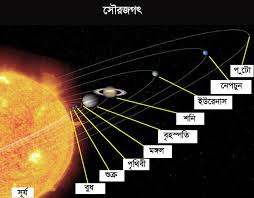 সৌরজগৎ
প্লুটো
নেপচুন
ইউরেনাস
শনি
বৃহস্পতি
মঙ্গল
পৃথিবী
শুক্র
বুধ
সূর্য